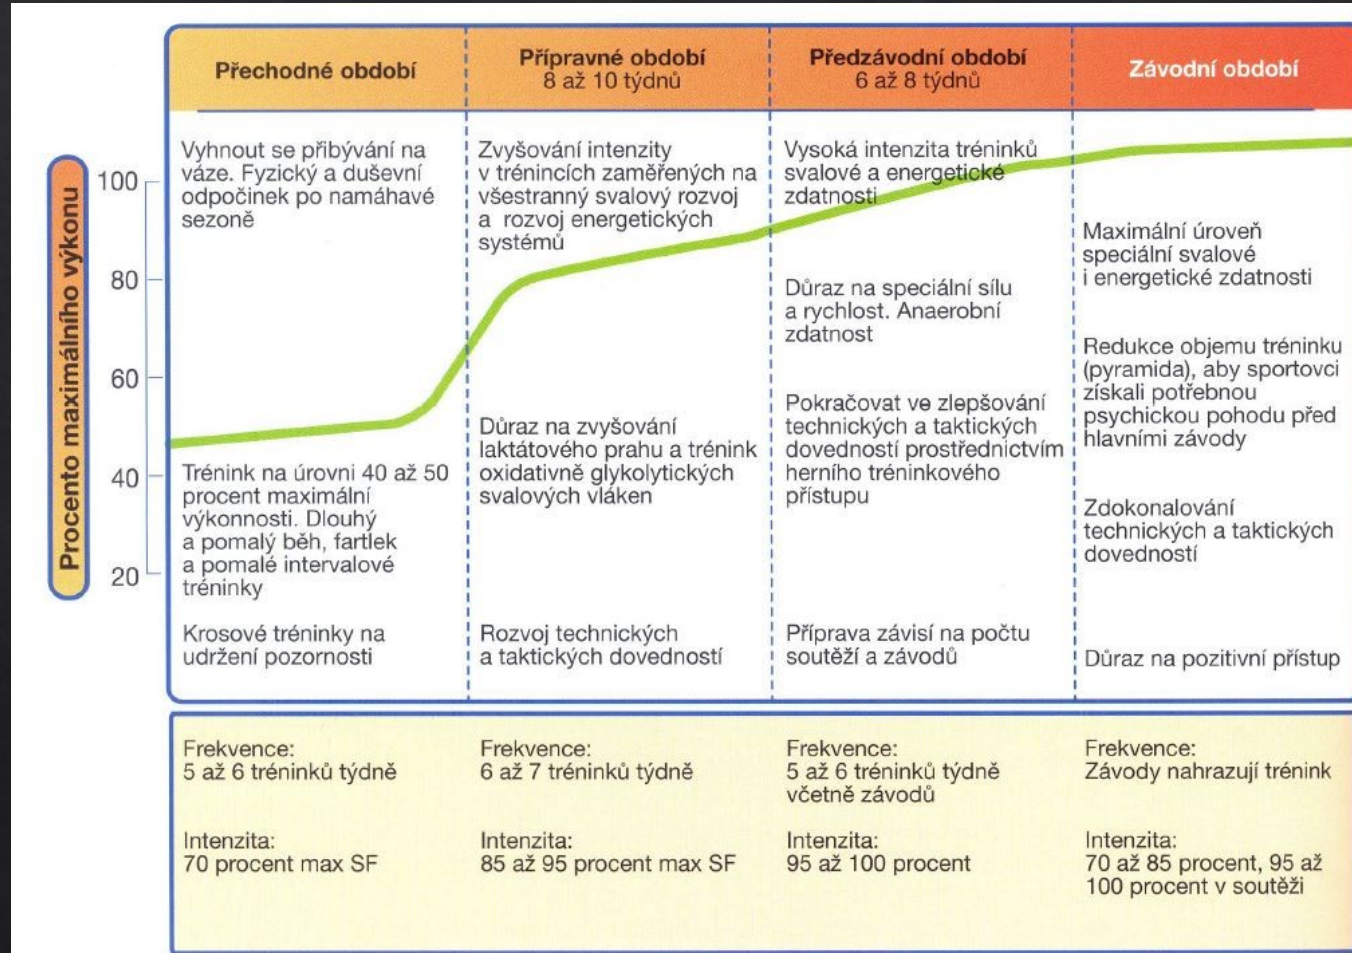 Přechodné období
Přípravné období
8 až 10 týdnů
Předzávodní období
6 až 8 týdnů
Závodní období
Procento maximálního výkonu
100
80
60
40
20
Vyhnout se přibývání na
váze. Fyzický a duševní
odpočinek po namáhavé
sezoně
Trénink na úrovni 40 až 50
procent maximální
výkonnosti. Dlouhý
a pomalý běh, fartlek
a pomalé intervalové
tréninky
Krosové tréninky na
udržení pozornosti
Zvyšování intenzity
v trénincích zaměřených na
všestranný svalový rozvoj
a rozvoj energetických
systémů
Důraz na zvyšování
laktátového prahu a trénink
oxidativně glykolytických
svalových vláken
Rozvoj technických
a taktických dovedností
Vysoká intenzita tréninků
svalové a energetické
zdatnosti
Důraz na speciální sílu
a rychlost. Anaerobní
zdatnost
Pokračovat ve zlepšování
technických a taktických
dovedností prostřednictvím
herního tréninkového
přístupu
Příprava závisí na počtu
soutěží a závodů
Maximální úroveň
speciální svalové
i energetické zdatnosti
Redukce objemu tréninku
(pyramida), aby sportovci
získali potřebnou
psychickou pohodu před
hlavními závody
Zdokonalování
technických a taktických
dovedností
Důraz na pozitivní přístup
Frekvence:
5 až 6 tréninků týdně
Intenzita:
70 procent max SF
Frekvence:
6 až 7 tréninků týdně
Intenzita:
85 až 95 procent max SF
Frekvence:
5 až 6 tréninků týdně
včetně závodů
Intenzita:
95 až 100 procent
Frekvence:
Závody nahrazují trénink
Intenzita:
70 až 85 procent, 95 až
100 procent v soutěži